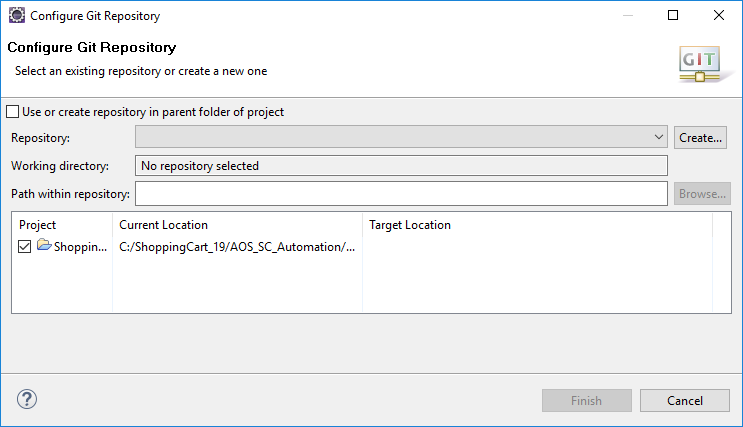 Configure Git Repository
Configure Git Repository
Select an existing repository or create a new one
GIT
Use or create repository in parent folder of project
Repository: Create...
Working directory: No repository selected
Path within repository: Browse...
Project Current Location Target Location
Shoppin... C:/ShoppingCart_19/AOS_SC_Automation/...
? Finish Cancel